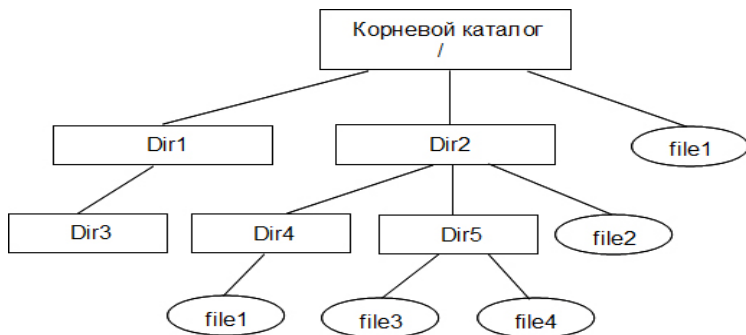 Корневой каталог
/
Dir1
Dir2
file1
Dir3
Dir4
Dir5
file2
file1
file3
file4